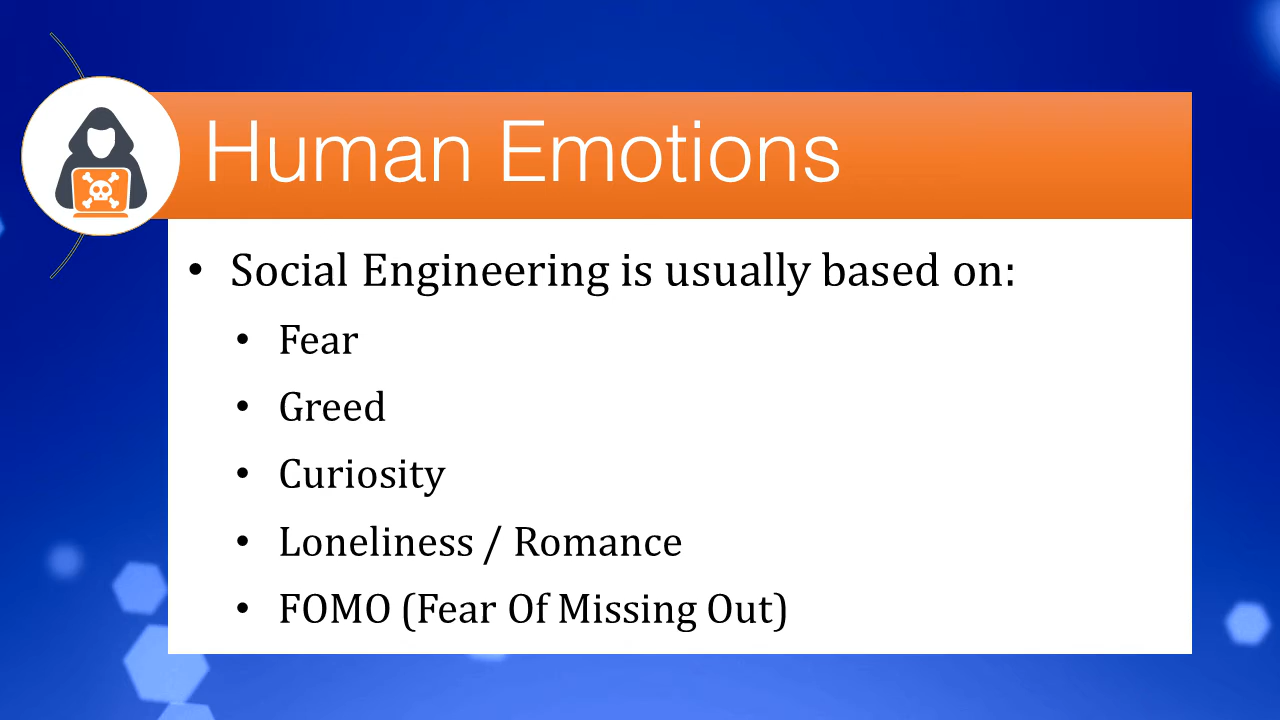 Human Emotions
• Social Engineering is usually based on:
• Fear
• Greed
• Curiosity
• Loneliness / Romance
• FOMO (Fear Of Missing Out)